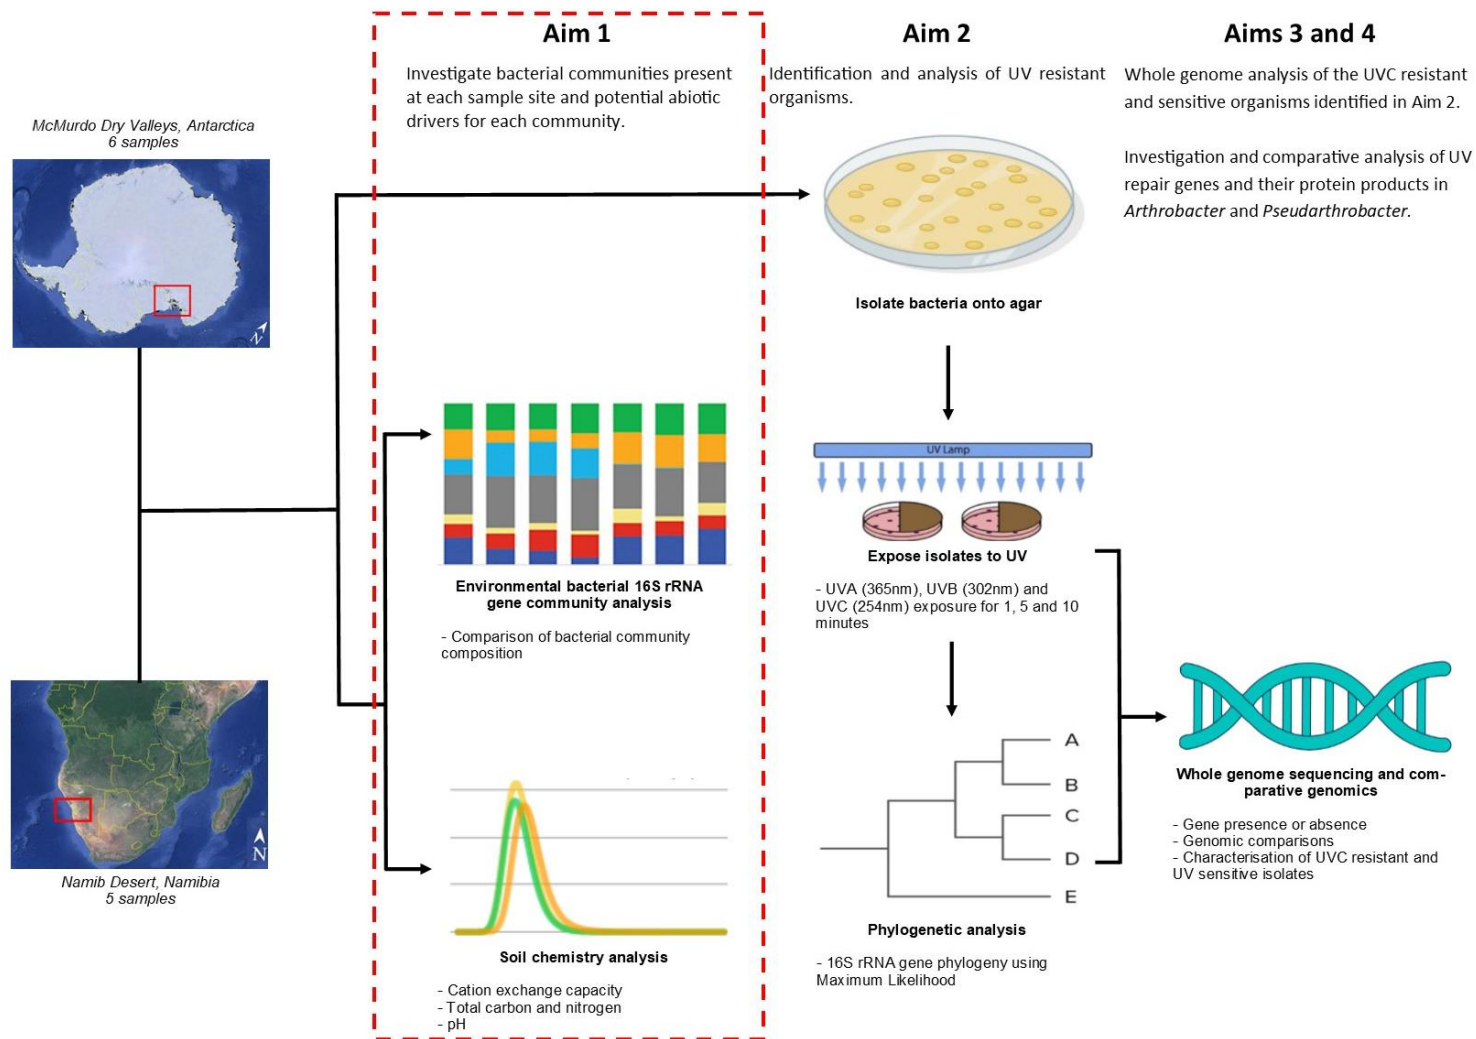 McMurdo Dry Valleys, Antarctica
6 samples
N
Namib Desert, Namibia
5 samples
N
Aim 1
Investigate bacterial communities present
at each sample site and potential abiotic
drivers for each community.
Environmental bacterial 16S rRNA
gene community analysis
- Comparison of bacterial community
composition
Soil chemistry analysis
- Cation exchange capacity
- Total carbon and nitrogen
- pH
Aim 2
Identification and analysis of UV resistant
organisms.
Isolate bacteria onto agar
UV Lamp
Expose isolates to UV
- UVA (365nm), UVB (302nm) and
UVC (254nm) exposure for 1, 5 and 10
minutes
A
B
C
D
E
Phylogenetic analysis
- 16S rRNA gene phylogeny using
Maximum Likelihood
Aims 3 and 4
Whole genome analysis of the UVC resistant
and sensitive organisms identified in Aim 2.
Investigation and comparative analysis of UV
repair genes and their protein products in
Arthrobacter and Pseudarthrobacter.
Whole genome sequencing and com-
parative genomics
- Gene presence or absence
- Genomic comparisons
- Characterisation of UVC resistant and
UV sensitive isolates